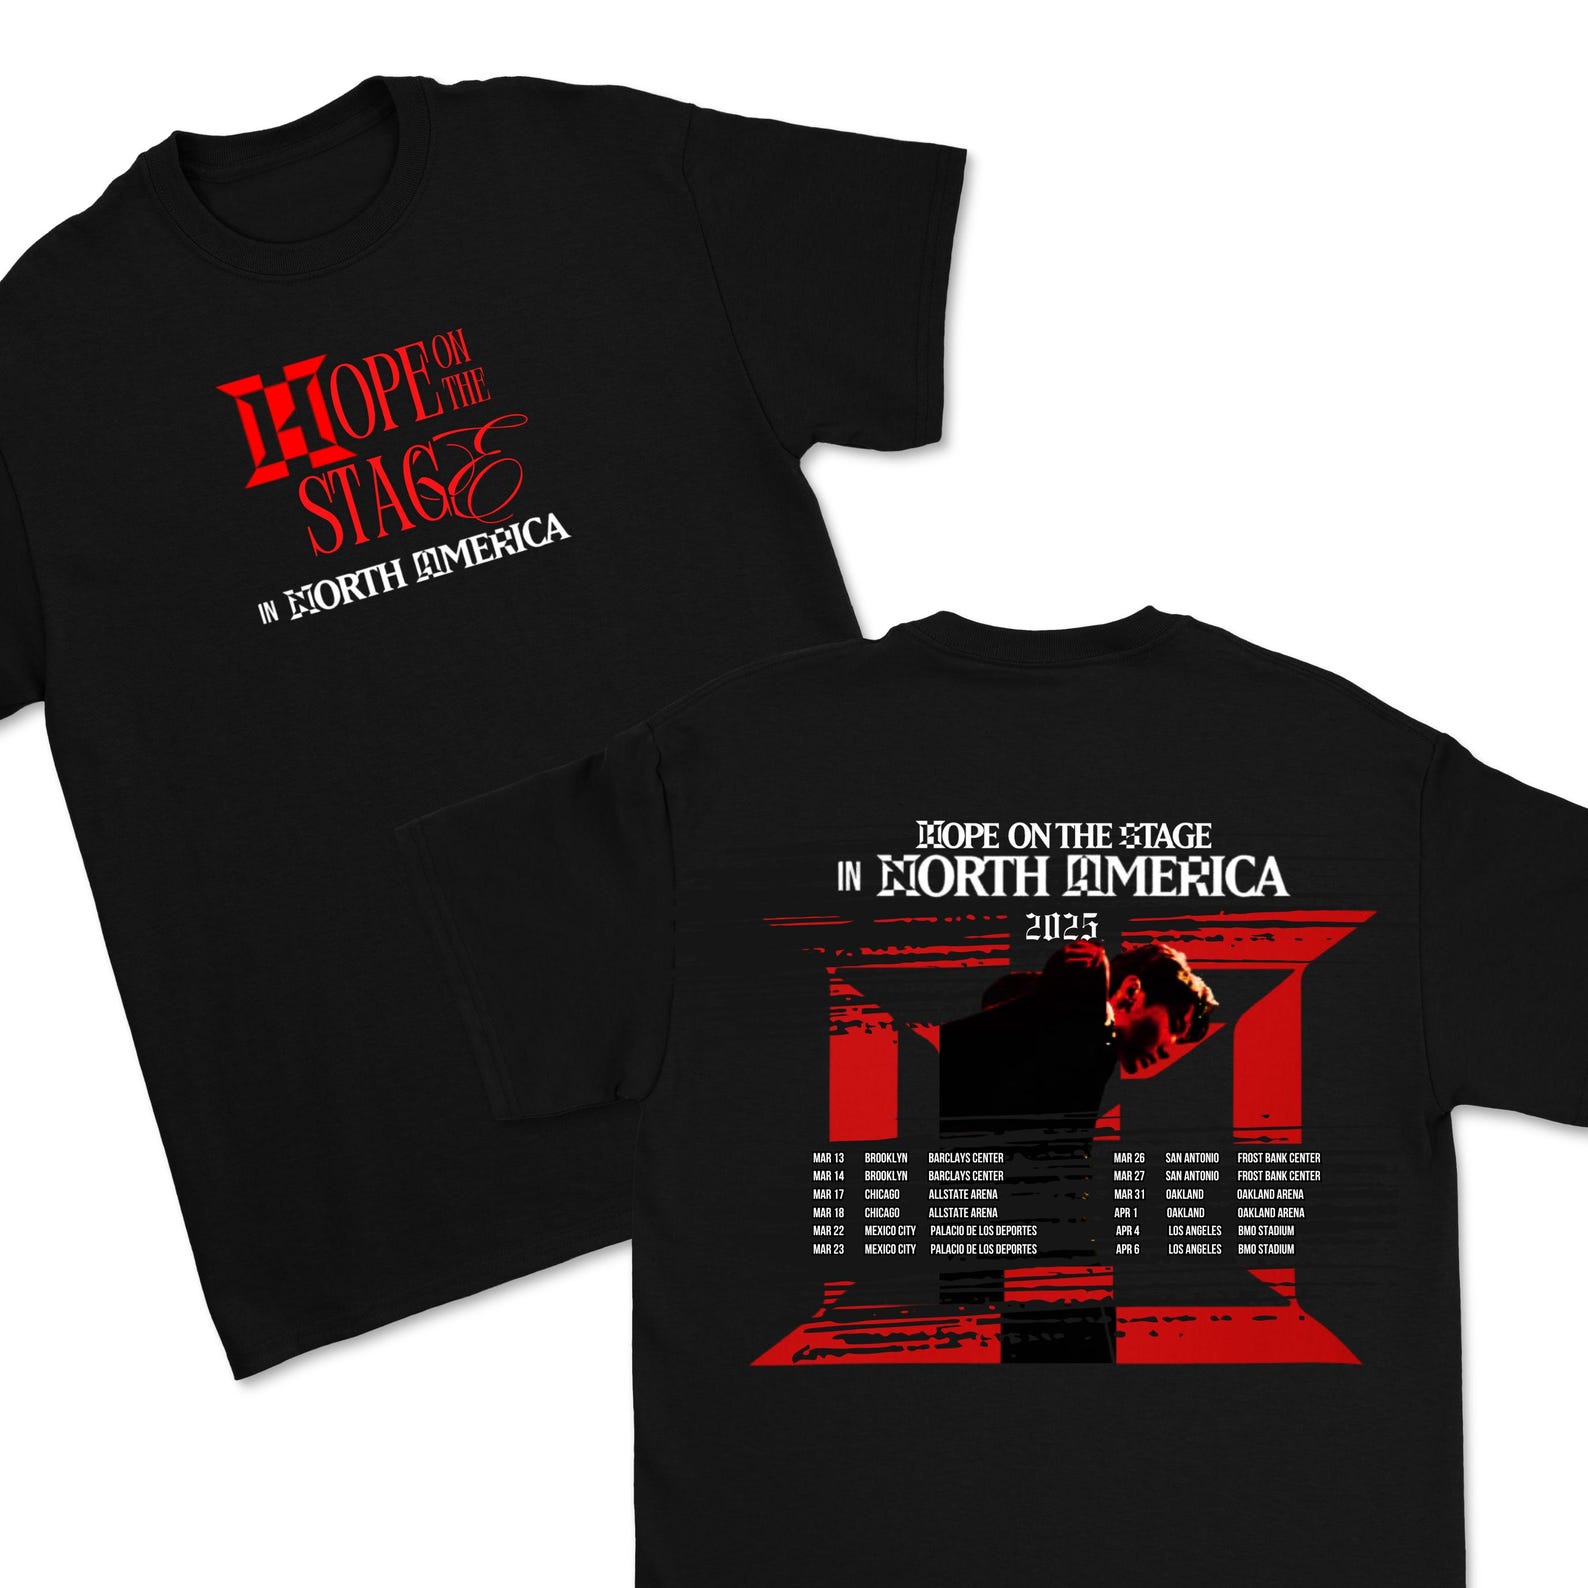 HOPE ON THE
STAGE
IN NORTH AMERICA
HOPE ON THE STAGE
IN NORTH AMERICA
2025
MAR 13 BROOKLYN BARCLAYS CENTER
MAR 14 BROOKLYN BARCLAYS CENTER
MAR 17 CHICAGO ALLSTATE ARENA
MAR 18 CHICAGO ALLSTATE ARENA
MAR 22 MEXICO CITY PALACIO DE LOS DEPORTES
MAR 23 MEXICO CITY PALACIO DE LOS DEPORTES
MAR 26 SAN ANTONIO FROST BANK CENTER
MAR 27 SAN ANTONIO FROST BANK CENTER
MAR 31 OAKLAND OAKLAND ARENA
APR 1 OAKLAND OAKLAND ARENA
APR 4 LOS ANGELES BMO STADIUM
APR 6 LOS ANGELES BMO STADIUM